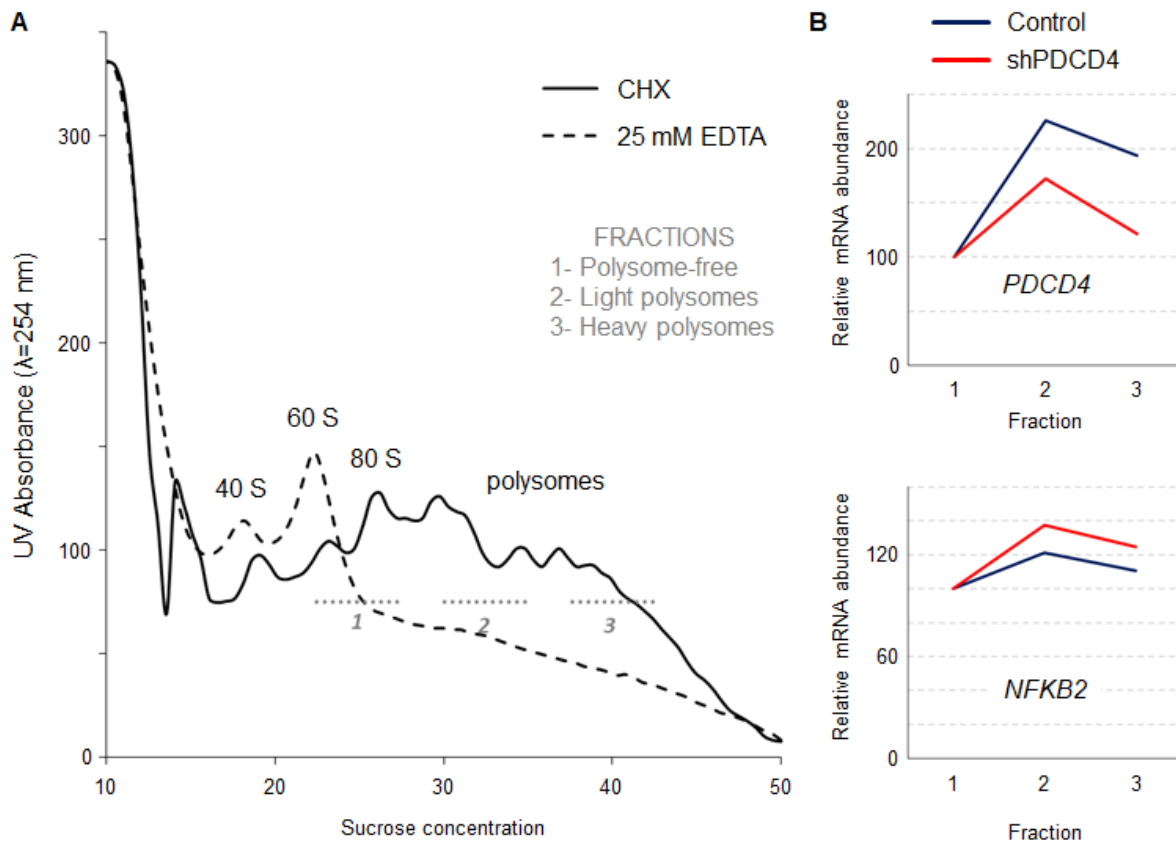 A
UV Absorbance (λ=254 nm)
300
200
100
0
10
20
30
40
50
Sucrose concentration
CHX
25 mM EDTA
FRACTIONS
1- Polysome-free
2- Light polysomes
3- Heavy polysomes
40 S
60 S
80 S
polysomes
1
2
3
B
Control
shPDCD4
Relative mRNA abundance
200
100
0
PDCD4
1
2
3
Fraction
Relative mRNA abundance
120
60
0
NFKB2
1
2
3
Fraction